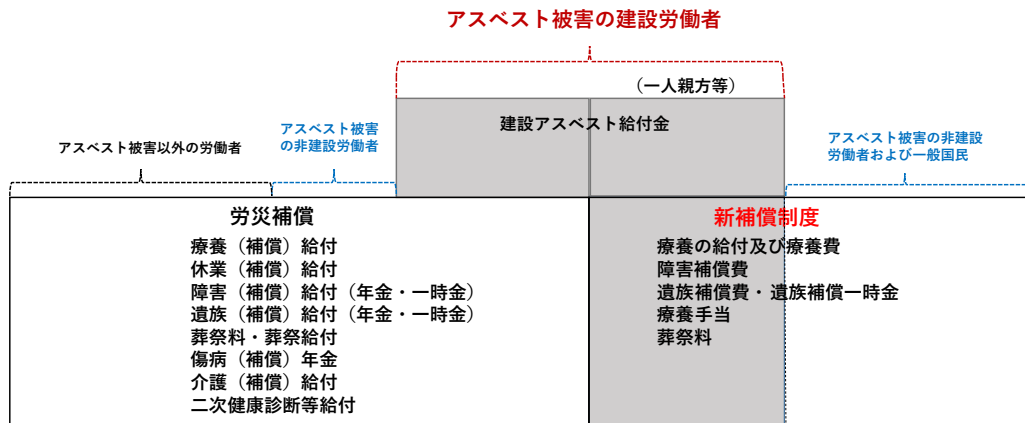 アスベスト被害の建設労働者
（一人親方等）
建設アスベスト給付金
アスベスト被害以外の労働者
アスベスト被害
の非建設労働者
アスベスト被害の非建設
労働者および一般国民
労災補償
療養（補償）給付
休業（補償）給付
障害（補償）給付（年金・一時金）
遺族（補償）給付（年金・一時金）
葬祭料・葬祭給付
傷病（補償）年金
介護（補償）給付
二次健康診断等給付
新補償制度
療養の給付及び療養費
障害補償費
遺族補償費・遺族補償一時金
療養手当
葬祭料